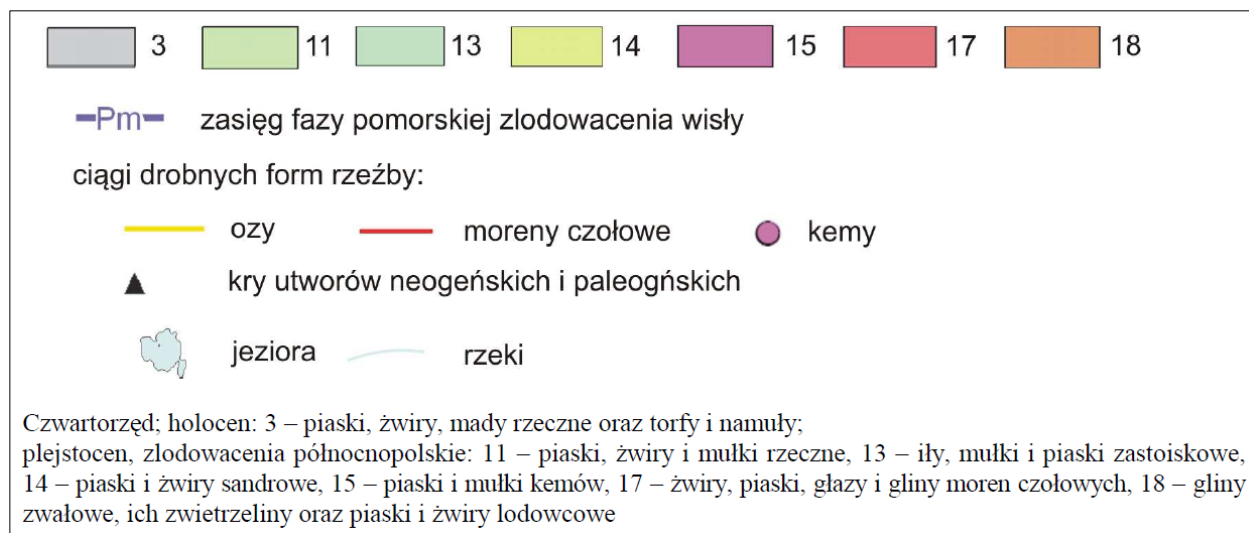 3 11 13 14 15 17 18
Pm zasięg fazy pomorskiej zlodowacenia wisły
ciągi drobnych form rzeźby:
ozy moreny czołowe kemy
kry utworów neogeńskich i paleogńskich
jeziora rzeki
Czwartorzęd; holocen: 3 – piaski, żwiry, mady rzeczne oraz torfy i namuły;
plejstocen, zlodowacenia północnopolskie: 11 – piaski, żwiry i mułki rzeczne, 13 – iły, mułki i piaski zastoiskowe,
14 – piaski i żwiry sandrowe, 15 – piaski i mułki kemów, 17 – żwiry, piaski, głazy i gliny moren czołowych, 18 – gliny
zwałowe, ich zwietrzeliny oraz piaski i żwiry lodowcowe